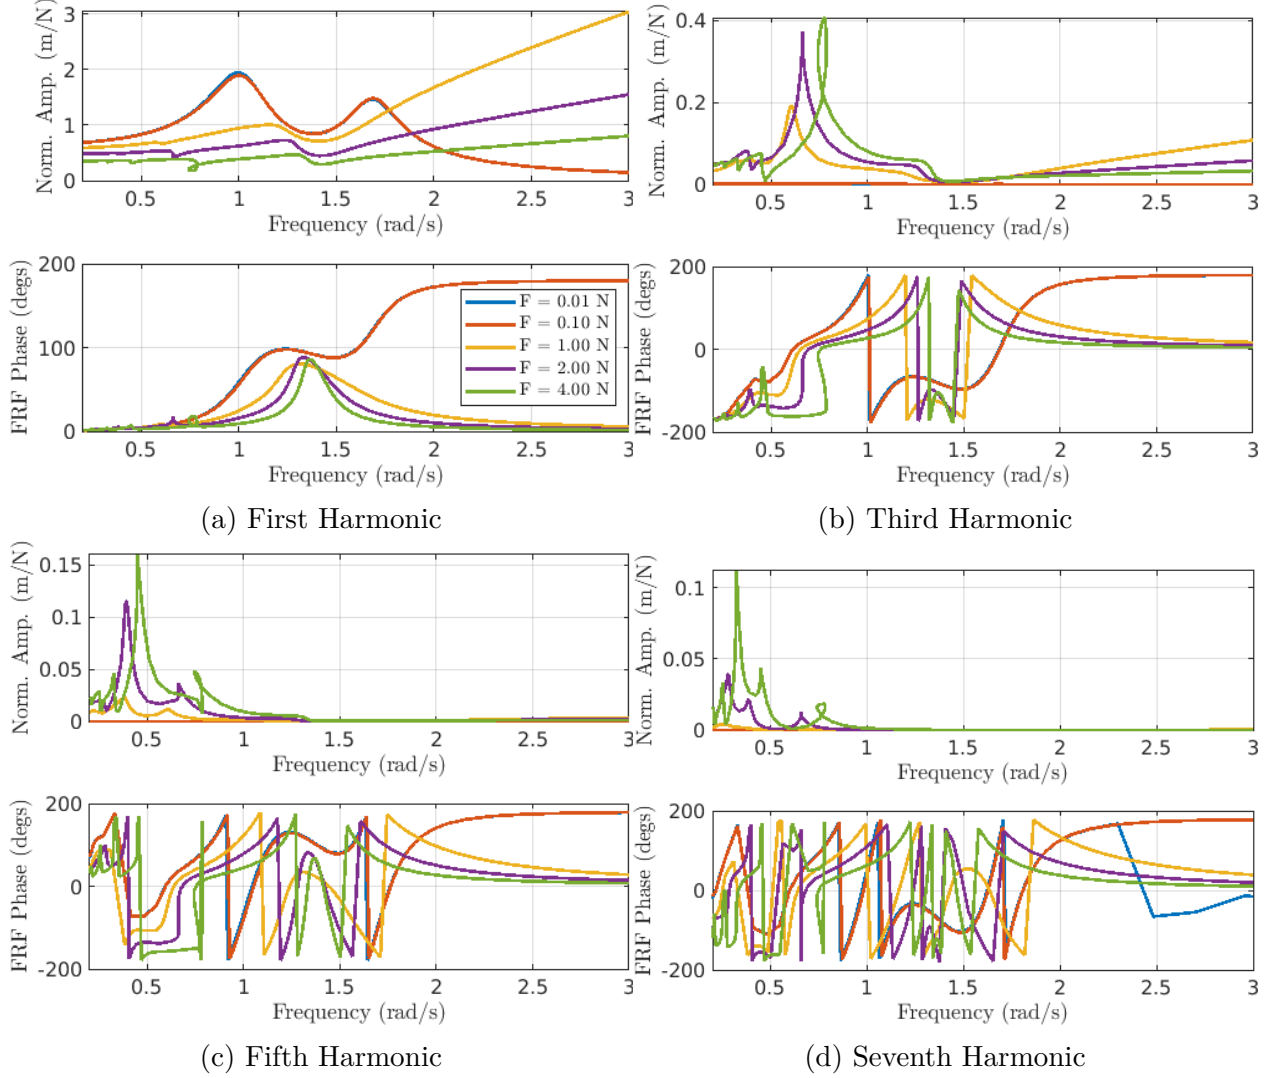 Norm. Amp. (m/N)
3
2
1
0
0.5 1 1.5 2 2.5 3
Frequency (rad/s)
FRF Phase (degs)
200
100
0
F = 0.01 N
F = 0.10 N
F = 1.00 N
F = 2.00 N
F = 4.00 N
0.5 1 1.5 2 2.5 3
Frequency (rad/s)
(a) First Harmonic
Norm. Amp. (m/N)
0.4
0.2
0
0.5 1 1.5 2 2.5 3
Frequency (rad/s)
FRF Phase (degs)
200
0
-200
0.5 1 1.5 2 2.5 3
Frequency (rad/s)
(b) Third Harmonic
Norm. Amp. (m/N)
0.15
0.1
0.05
0
0.5 1 1.5 2 2.5 3
Frequency (rad/s)
FRF Phase (degs)
200
0
-200
0.5 1 1.5 2 2.5 3
Frequency (rad/s)
(c) Fifth Harmonic
Norm. Amp. (m/N)
0.1
0.05
0
0.5 1 1.5 2 2.5 3
Frequency (rad/s)
FRF Phase (degs)
200
0
-200
0.5 1 1.5 2 2.5 3
Frequency (rad/s)
(d) Seventh Harmonic